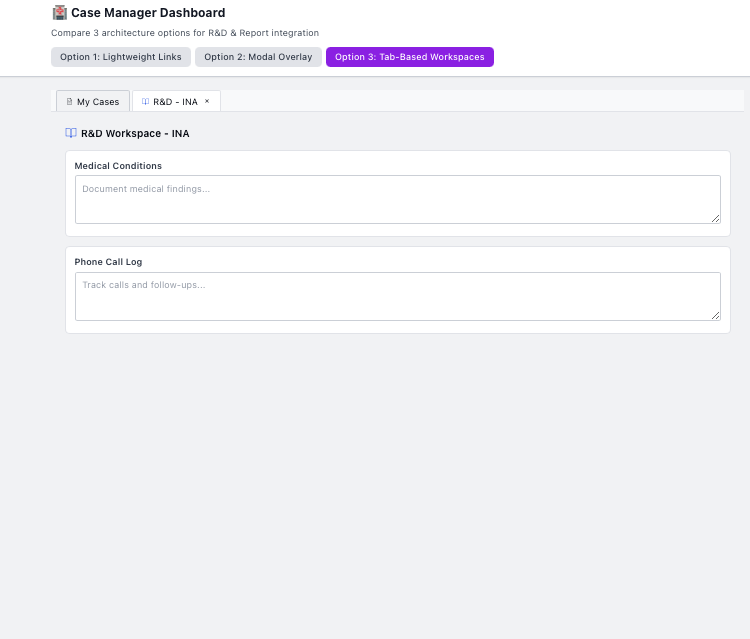 Case Manager Dashboard
Compare 3 architecture options for R&D & Report integration
Option 1: Lightweight Links Option 2: Modal Overlay Option 3: Tab-Based Workspaces
My Cases R&D - INA ×
R&D Workspace - INA
Medical Conditions
Document medical findings...
Phone Call Log
Track calls and follow-ups...